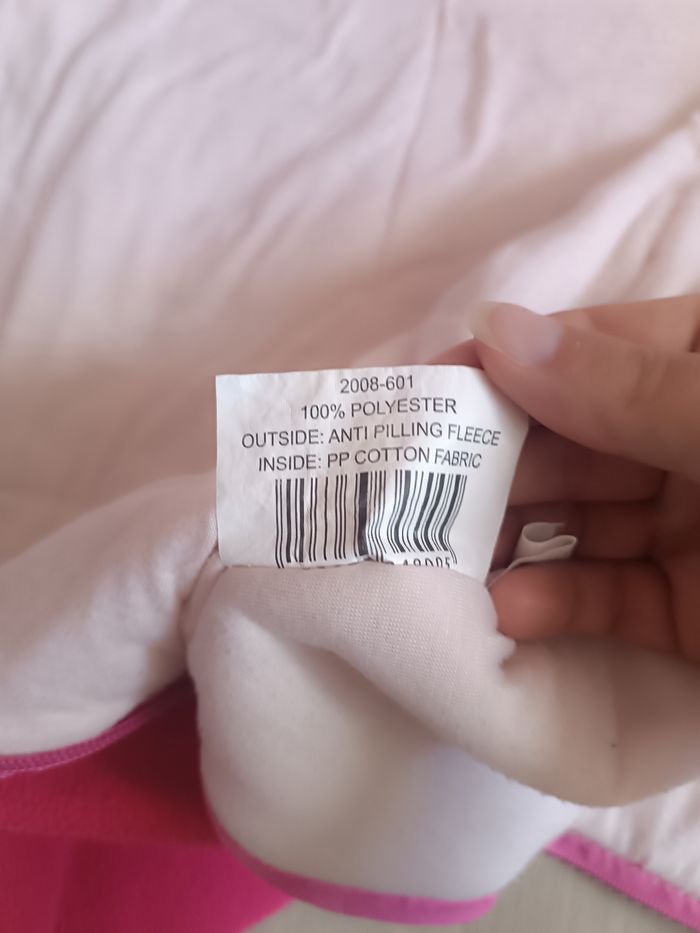 2008-601
100% POLYESTER
OUTSIDE: ANTI PILLING FLEECE
INSIDE: PP COTTON FABRIC